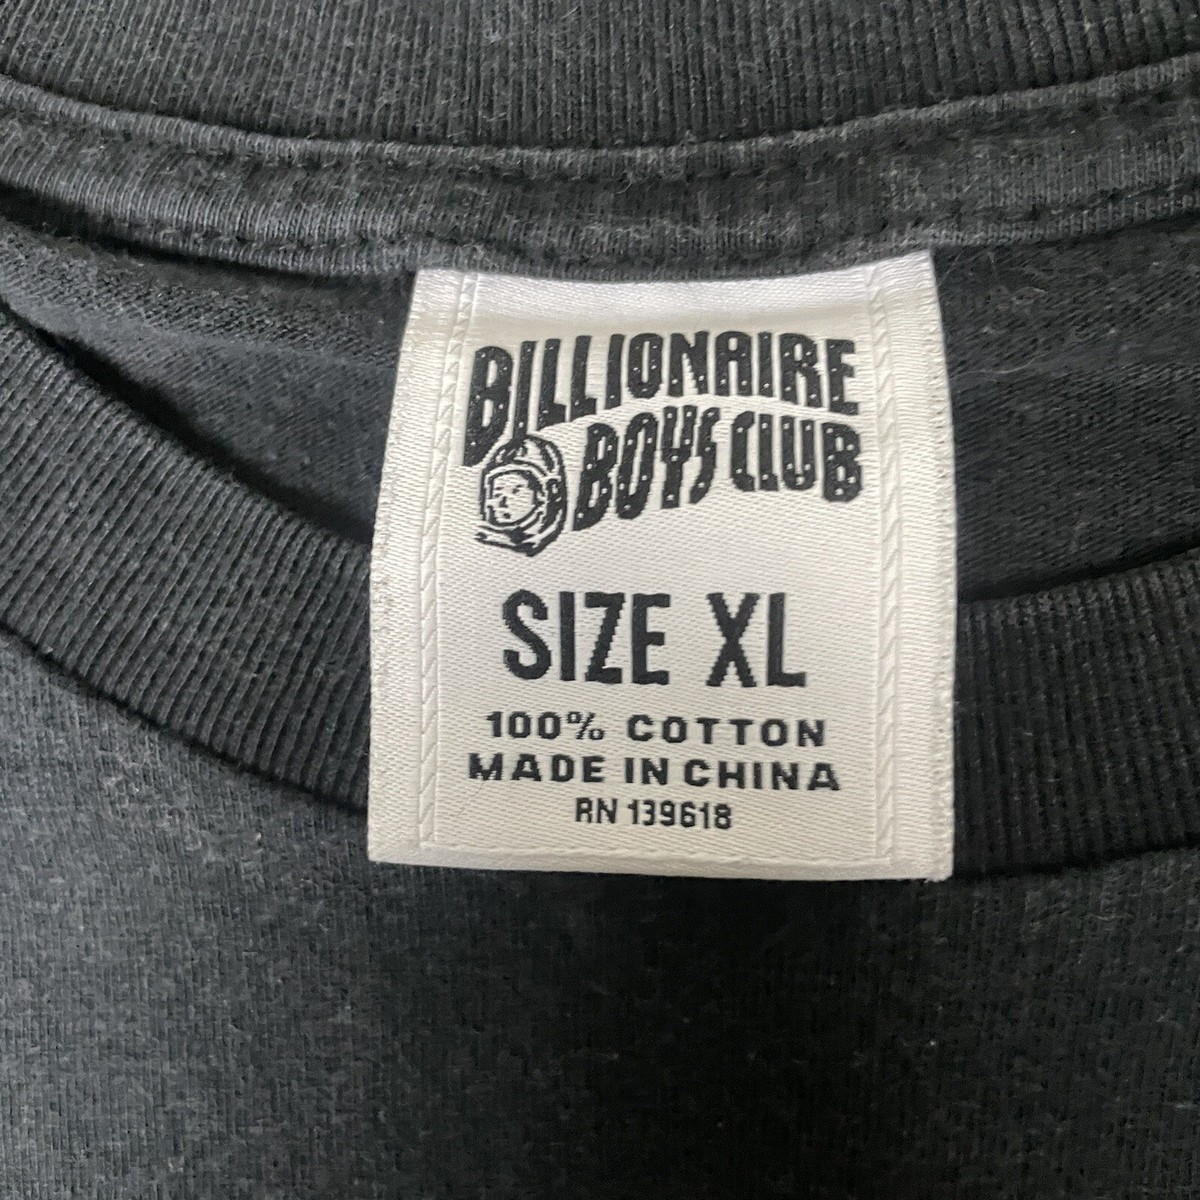 BILLIONAIRE
BOYS CLUB
SIZE XL
100% COTTON
MADE IN CHINA
RN 139618